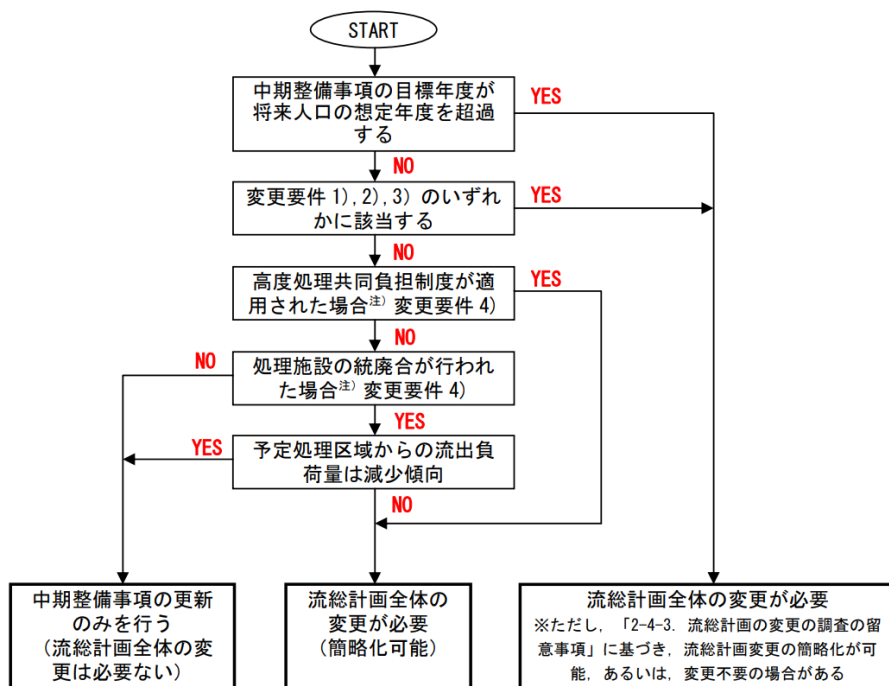 START
中期整備事項の目標年度が
将来人口の想定年度を超過
する
YES
NO
変更要件 1), 2), 3) のいずれ
かに該当する
YES
NO
高度処理共同負担制度が適
用された場合注) 変更要件 4)
YES
NO
処理施設の統廃合が行われ
た場合注) 変更要件 4)
NO
YES
予定処理区域からの流出負
荷量は減少傾向
YES
NO
中期整備事項の更新
のみを行う
(流総計画全体の変
更は必要ない)
流総計画全体の
変更が必要
(簡略化可能)
流総計画全体の変更が必要
※ただし,「2-4-3. 流総計画の変更の調査の留
意事項」に基づき, 流総計画変更の簡略化が可
能, あるいは, 変更不要の場合がある